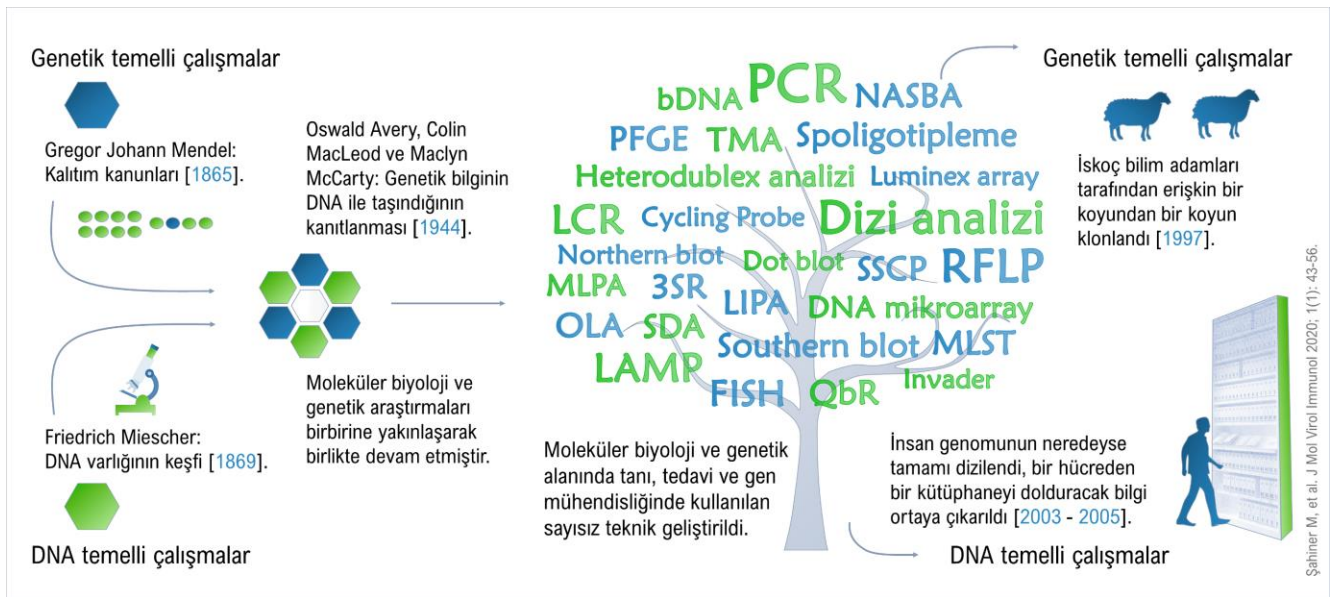 Genetik temelli çalışmalar
Gregor Johann Mendel:
Kalıtım kanunları [1865].
Friedrich Miescher:
DNA varlığının keşfi [1869].
DNA temelli çalışmalar
Oswald Avery, Colin
MacLeod ve Maclyn
McCarty: Genetik bilginin
DNA ile taşındığının
kanıtlanması [1944].
Moleküler biyoloji ve
genetik araştırmaları
birbirine yakınlaşarak
birlikte devam etmiştir.
bDNA PCR NASBA
PFGE TMA Spoligotipleme
Heterodublex analizi Luminex array
LCR Cycling Probe Dizi analizi
Northern blot Dot blot SSCP RFLP
MLPA 3SR LIPA DNA mikroarray
OLA SDA Southern blot MLST
LAMP FISH QbR Invader
Moleküler biyoloji ve genetik
alanında tanı, tedavi ve gen
mühendisliğinde kullanılan
sayısız teknik geliştirildi.
Genetik temelli çalışmalar
İskoç bilim adamları
tarafından erişkin bir
koyundan bir koyun
klonlandı [1997].
İnsan genomunun neredeyse
tamamı dizilendi, bir hücreden
bir kütüphaneyi dolduracak bilgi
ortaya çıkarıldı [2003 - 2005].
DNA temelli çalışmalar
Şahiner M, et al. J Mol Virol Immunol 2020; 1(1): 43-56.